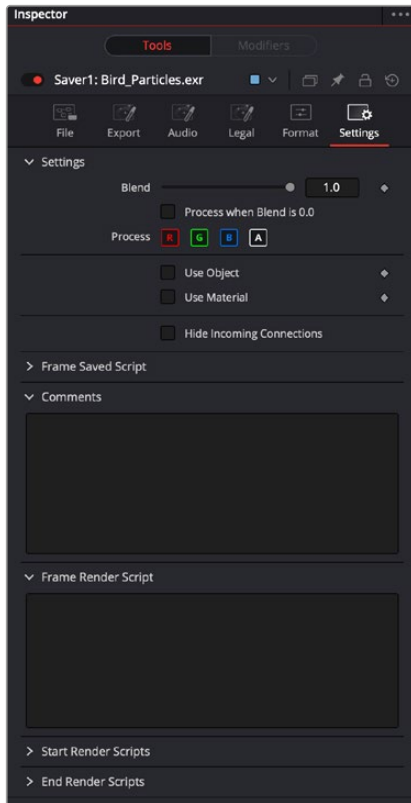 Inspector
Tools Modifiers
Saver1: Bird_Particles.exr
File Export Audio Legal Format Settings
Settings
Blend 1.0
Process when Blend is 0.0
Process R G B A
Use Object
Use Material
Hide Incoming Connections
Frame Saved Script
Comments
Frame Render Script
Start Render Scripts
End Render Scripts